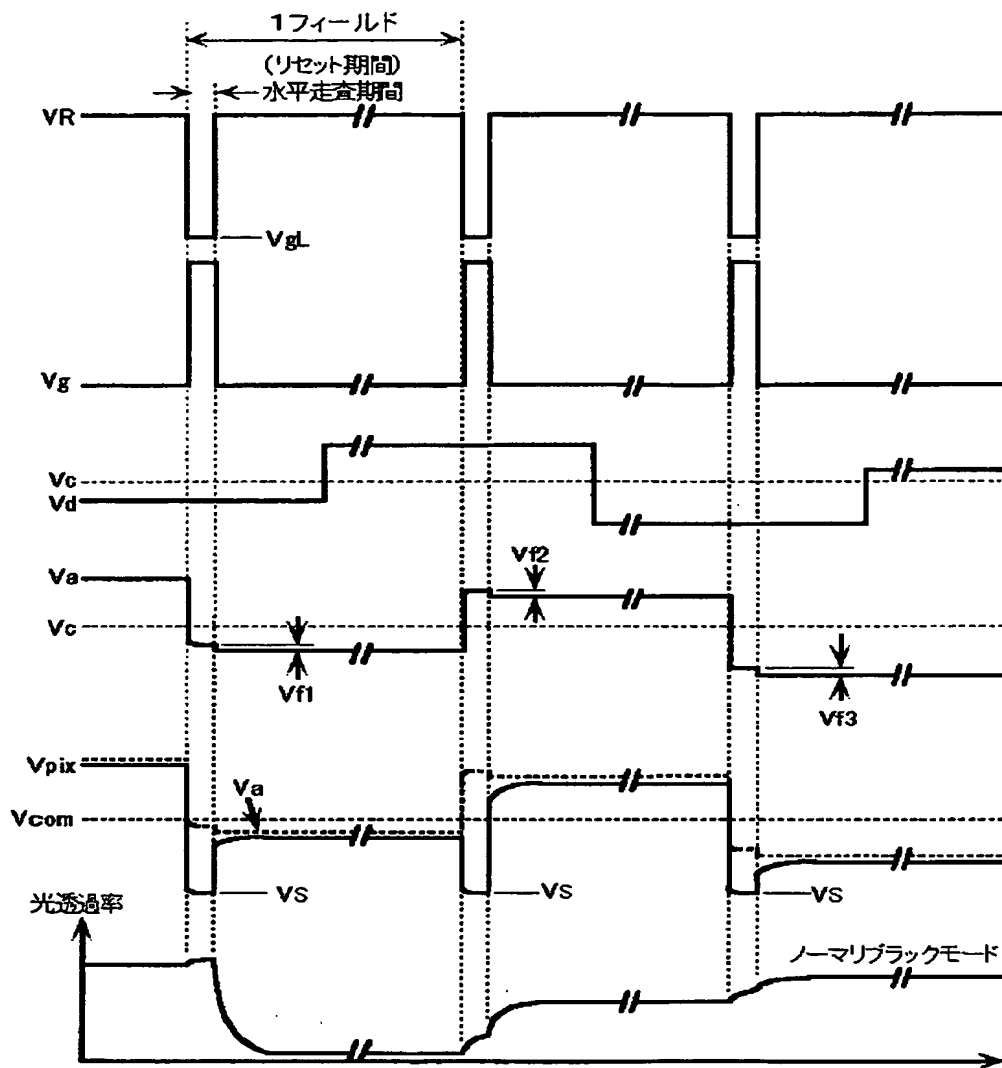 1フィールド
(リセット期間)
水平走査期間
VR
VgL
Vg
Vc
Vd
Vf2
Va
Vc
Vf1
Vf3
Vpix
Va
Vcom
VS
VS
VS
光透過率
ノーマリブラックモード